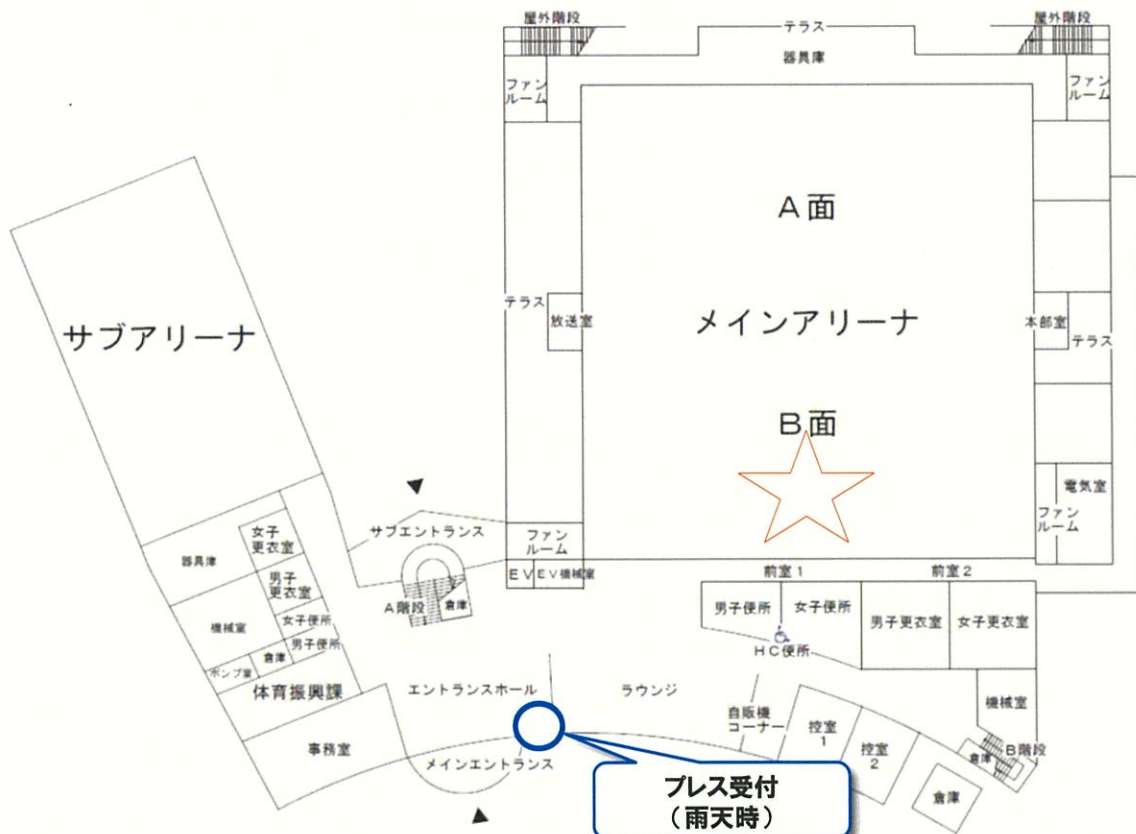 屋外階段
テラス
屋外階段
器具庫
ファン
ルーム
ファン
ルーム
A面
テラス
放送室
メインアリーナ
本部室
テラス
サブアリーナ
B面
電気室
ファン
ルーム
サブエントランス
ファン
ルーム
女子
更衣室
器具庫
EV
EV機械室
前室1
前室2
男子
更衣室
A階段
倉庫
男子便所
女子便所
男子更衣室
女子更衣室
機械室
女子便所
男子便所
HC便所
ポンプ室
倉庫
体育振興課
エントランスホール
ラウンジ
機械室
自販機
コーナー
控室
1
控室
2
事務室
メインエントランス
倉庫
B階段
倉庫
プレス受付
（雨天時）